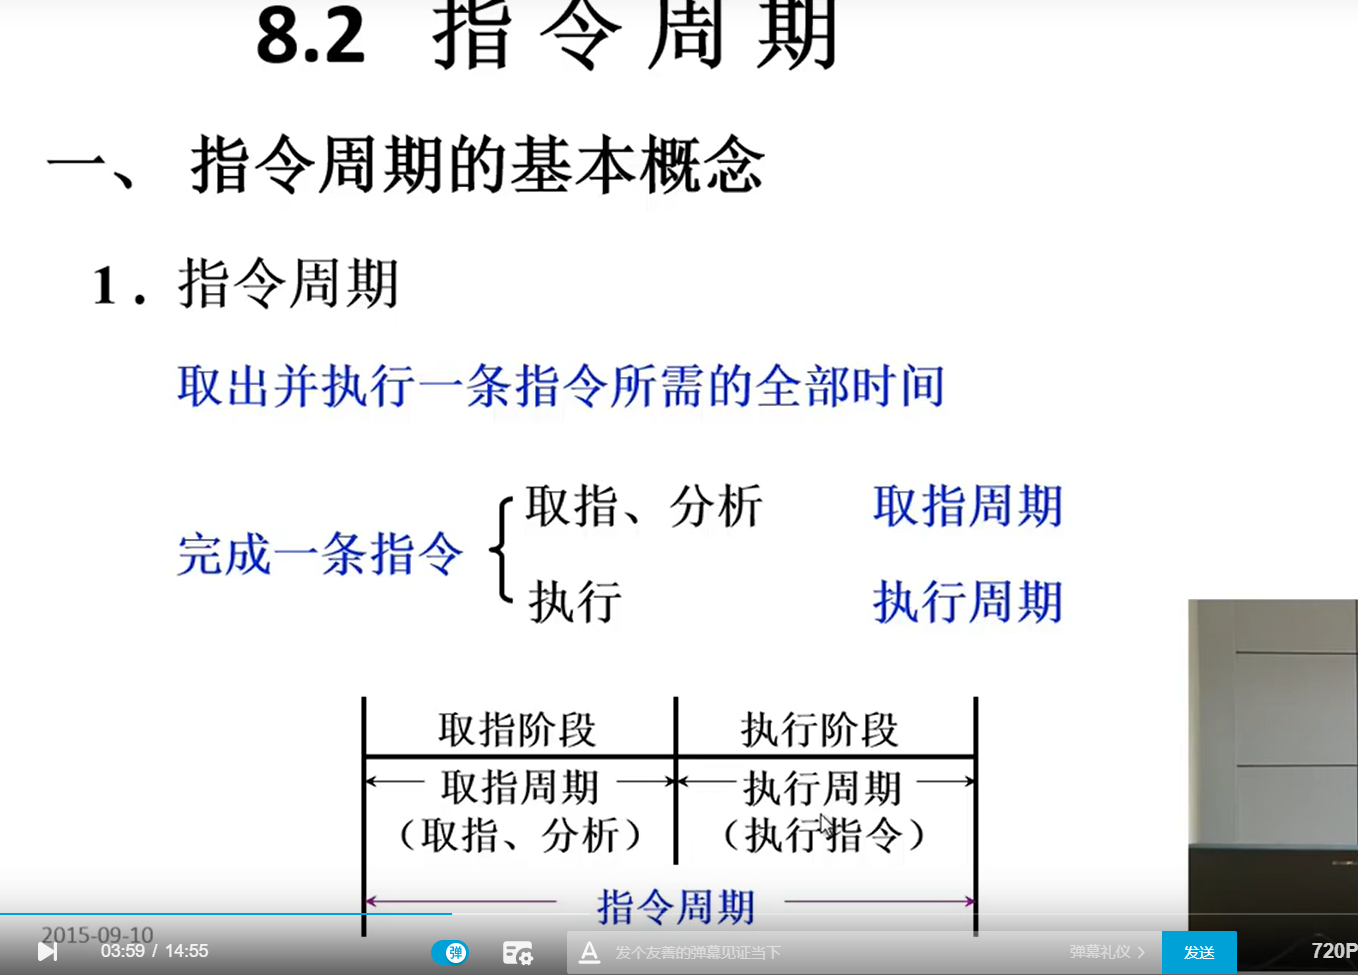 8.2 指令周期
一、 指令周期的基本概念
1 . 指令周期
取出并执行一条指令所需的全部时间
完成一条指令
取指、分析 取指周期
执行 执行周期
取指阶段 执行阶段
取指周期 执行周期
（取指、分析） （执行指令）
指令周期
2015-09-10
03:59 / 14:55 弹 A 发个友善的弹幕见证当下 弹幕礼仪 > 发送 720P